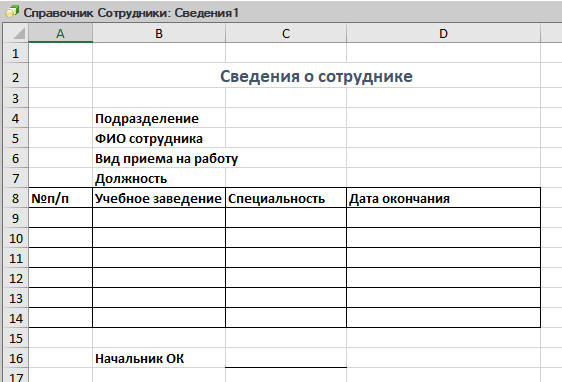 Справочник Сотрудники: Сведения1
A B C D
1
2 Сведения о сотруднике
3
4 Подразделение
5 ФИО сотрудника
6 Вид приема на работу
7 Должность
8 №п/п Учебное заведение Специальность Дата окончания
9
10
11
12
13
14
15
16 Начальник ОК
17